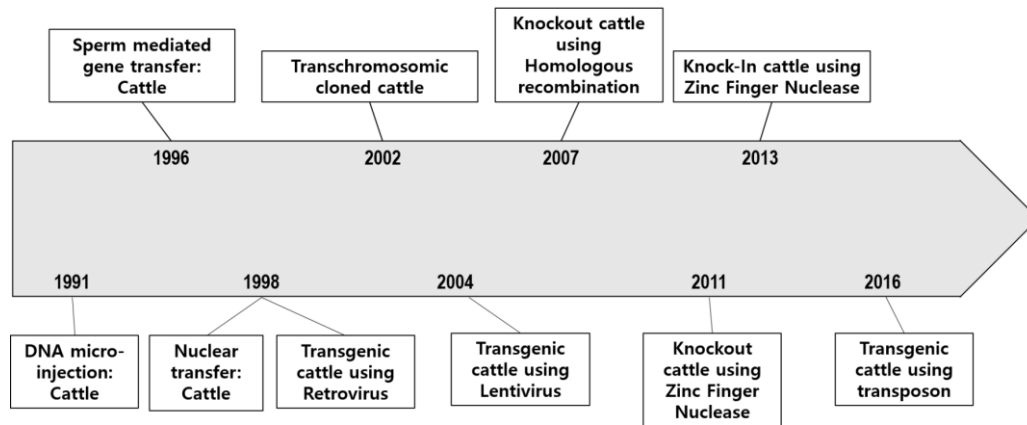 Sperm mediated
gene transfer:
Cattle
Transchromosomic
cloned cattle
Knockout cattle
using
Homologous
recombination
Knock-In cattle using
Zinc Finger Nuclease
1996
2002
2007
2013
1991
1998
2004
2011
2016
DNA micro-
injection:
Cattle
Nuclear
transfer:
Cattle
Transgenic
cattle using
Retrovirus
Transgenic
cattle using
Lentivirus
Knockout
cattle using
Zinc Finger
Nuclease
Transgenic
cattle using
transposon